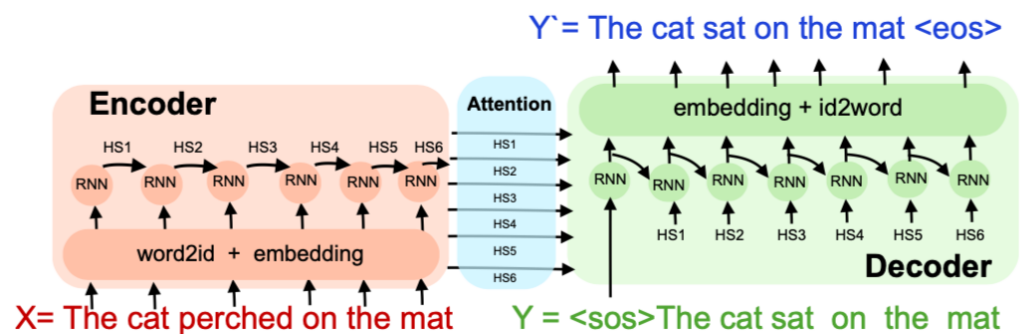 Y`= The cat sat on the mat <eos>
Encoder
Attention
embedding + id2word
HS1 HS2 HS3 HS4 HS5 HS6
HS1
HS2
HS3
HS4
HS5
HS6
RNN RNN RNN RNN RNN RNN
RNN RNN RNN RNN RNN RNN RNN
HS1 HS2 HS3 HS4 HS5 HS6
word2id + embedding
Decoder
X= The cat perched on the mat
Y = <sos>The cat sat on the mat